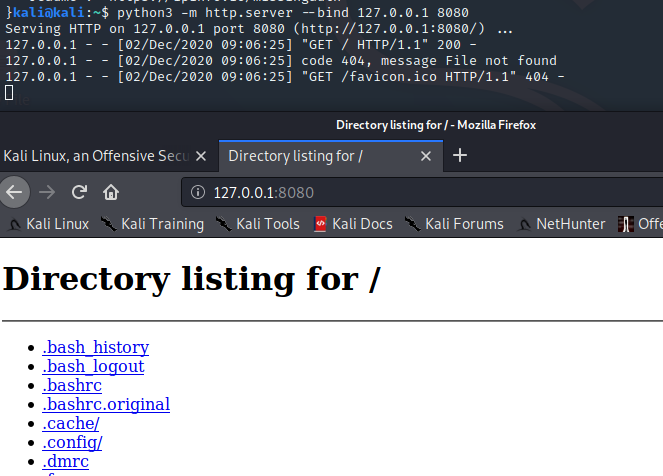 }kali@kali:~$ python3 -m http.server --bind 127.0.0.1 8080
Serving HTTP on 127.0.0.1 port 8080 (http://127.0.0.1:8080/) ...
127.0.0.1 - - [02/Dec/2020 09:06:25] "GET / HTTP/1.1" 200 -
127.0.0.1 - - [02/Dec/2020 09:06:25] code 404, message File not found
127.0.0.1 - - [02/Dec/2020 09:06:25] "GET /favicon.ico HTTP/1.1" 404 -
Directory listing for / - Mozilla Firefox
Kali Linux, an Offensive Secu
Directory listing for /
127.0.0.1:8080
Kali Linux Kali Training Kali Tools Kali Docs Kali Forums NetHunter Offe
Directory listing for /
.bash_history
.bash_logout
.bashrc
.bashrc.original
.cache/
.config/
.dmrc